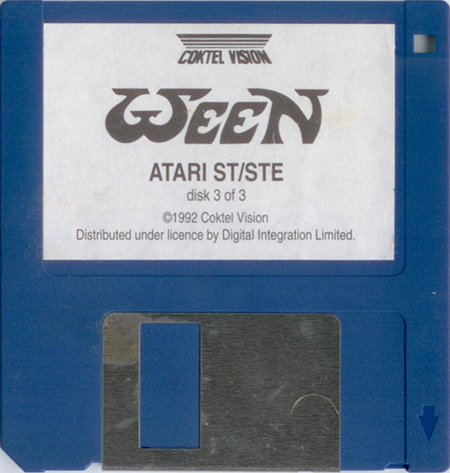 COKTEL VISION
WEEN
ATARI ST/STE
disk 3 of 3
©1992 Coktel Vision
Distributed under licence by Digital Integration Limited.